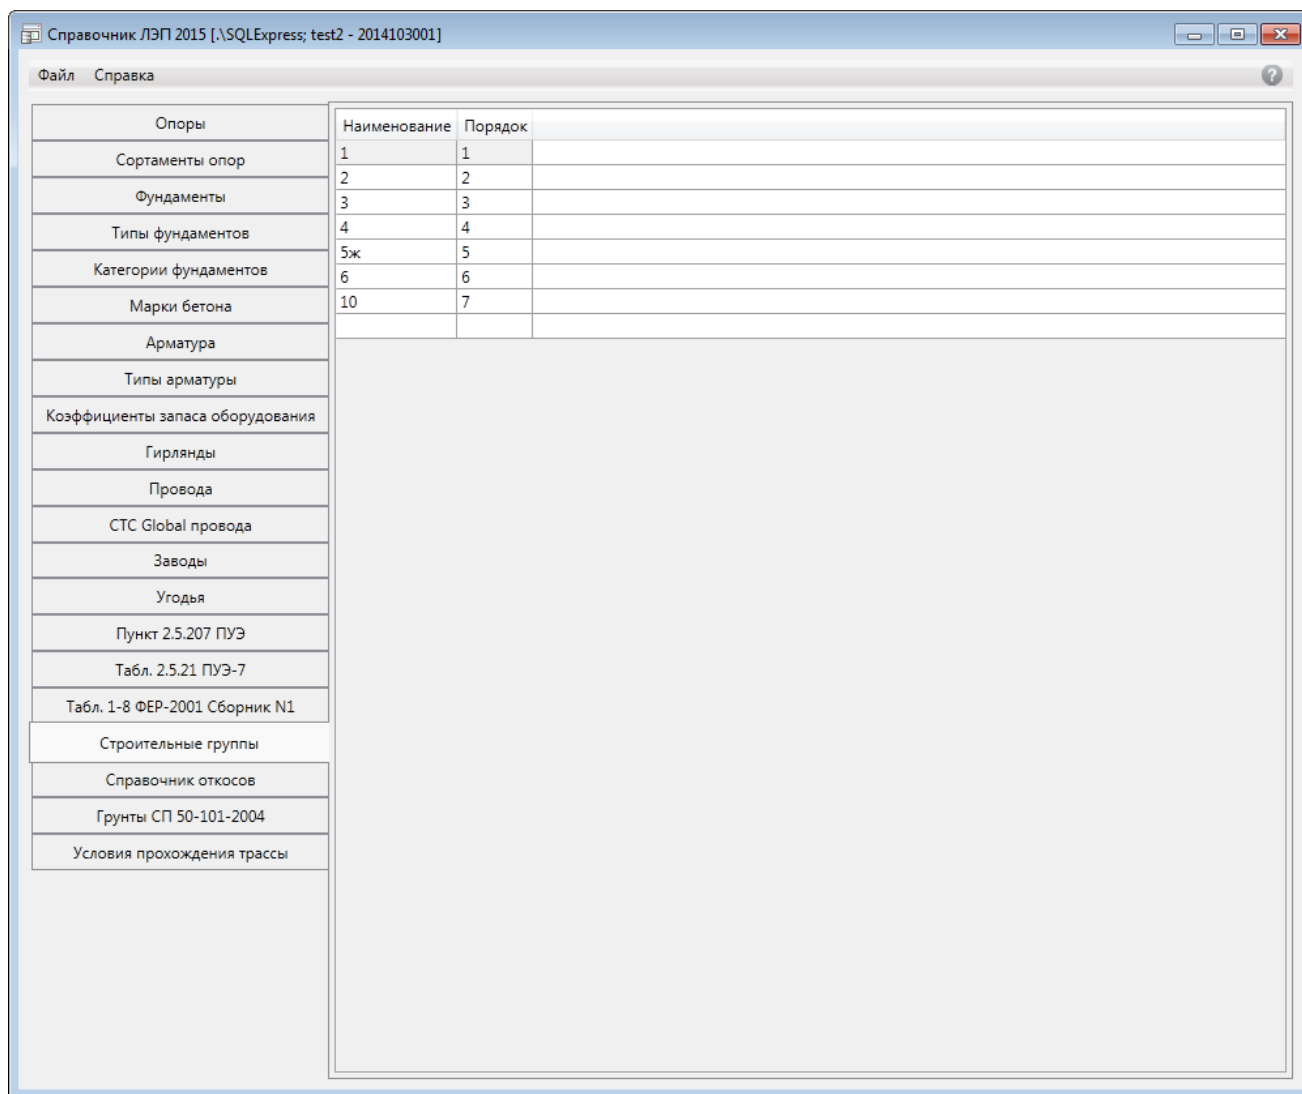 Справочник ЛЭП 2015 [.\SQLExpress; test2 - 2014103001]
Файл Справка
?
Опоры
Сортаменты опор
Фундаменты
Типы фундаментов
Категории фундаментов
Марки бетона
Арматура
Типы арматуры
Коэффициенты запаса оборудования
Гирлянды
Провода
CTC Global провода
Заводы
Угодья
Пункт 2.5.207 ПУЭ
Табл. 2.5.21 ПУЭ-7
Табл. 1-8 ФЕР-2001 Сборник N1
Строительные группы
Справочник откосов
Грунты СП 50-101-2004
Условия прохождения трассы
Наименование Порядок
1 1
2 2
3 3
4 4
5ж 5
6 6
10 7